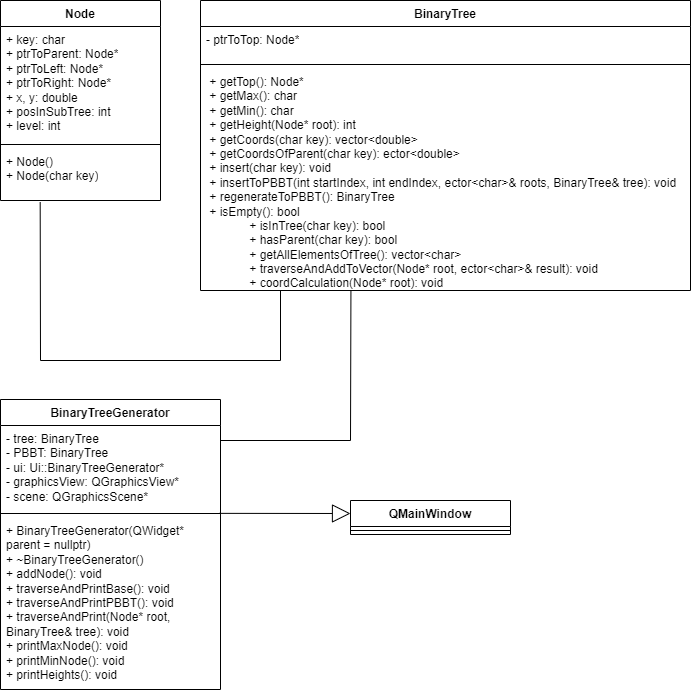 Node
+ key: char
+ ptrToParent: Node*
+ ptrToLeft: Node*
+ ptrToRight: Node*
+ x, y: double
+ posInSubTree: int
+ level: int
+ Node()
+ Node(char key)
BinaryTree
- ptrToTop: Node*
+ getTop(): Node*
+ getMax(): char
+ getMin(): char
+ getHeight(Node* root): int
+ getCoords(char key): vector<double>
+ getCoordsOfParent(char key): ector<double>
+ insert(char key): void
+ insertToPBBT(int startIndex, int endIndex, ector<char>& roots, BinaryTree& tree): void
+ regenerateToPBBT(): BinaryTree
+ isEmpty(): bool
+ isInTree(char key): bool
+ hasParent(char key): bool
+ getAllElementsOfTree(): vector<char>
+ traverseAndAddToVector(Node* root, ector<char>& result): void
+ coordCalculation(Node* root): void
BinaryTreeGenerator
- tree: BinaryTree
- PBBT: BinaryTree
- ui: Ui::BinaryTreeGenerator*
- graphicsView: QGraphicsView*
- scene: QGraphicsScene*
+ BinaryTreeGenerator(QWidget*
parent = nullptr)
+ ~BinaryTreeGenerator()
+ addNode(): void
+ traverseAndPrintBase(): void
+ traverseAndPrintPBBT(): void
+ traverseAndPrint(Node* root,
BinaryTree& tree): void
+ printMaxNode(): void
+ printMinNode(): void
+ printHeights(): void
QMainWindow